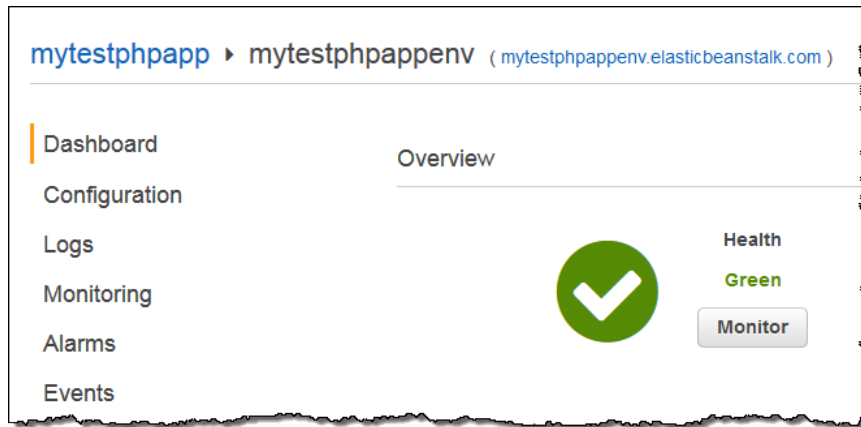 mytestphpapp ▸ mytestphpappenv ( mytestphpappenv.elasticbeanstalk.com )
Dashboard
Configuration
Logs
Monitoring
Alarms
Events
Overview
Health
Green
Monitor